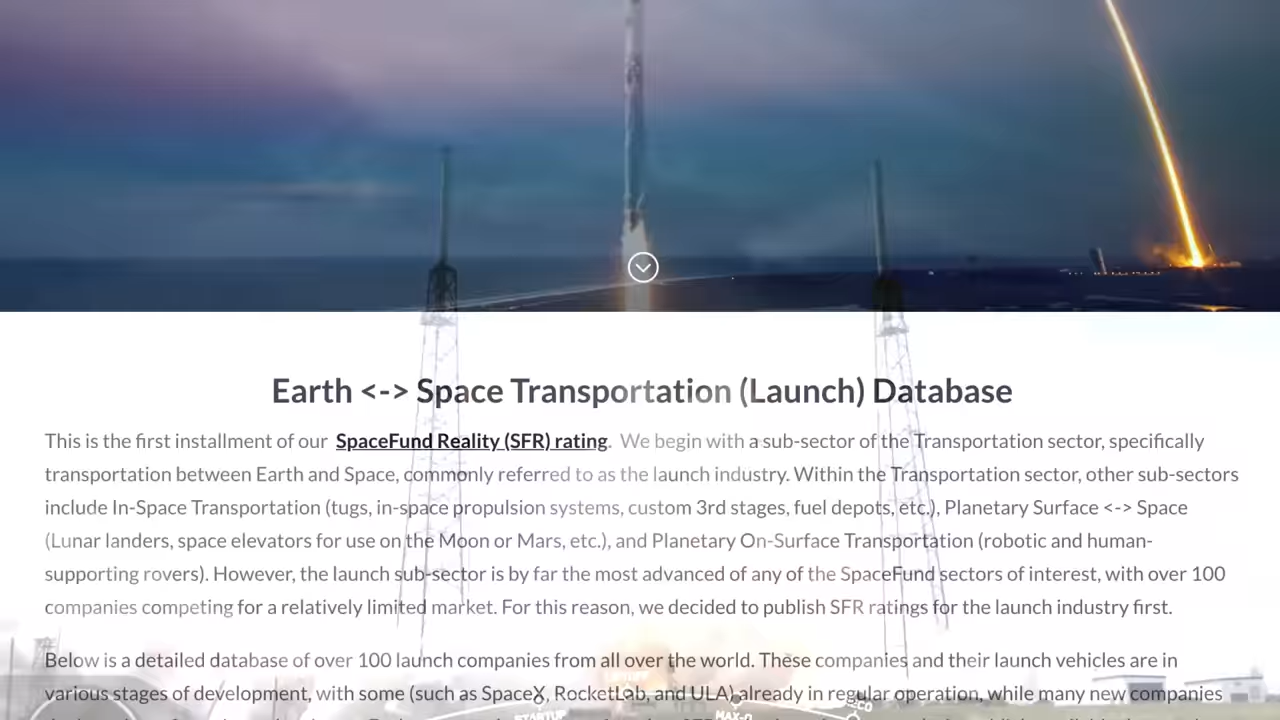 Earth <-> Space Transportation (Launch) Database
This is the first installment of our SpaceFund Reality (SFR) rating. We begin with a sub-sector of the Transportation sector, specifically
transportation between Earth and Space, commonly referred to as the launch industry. Within the Transportation sector, other sub-sectors
include In-Space Transportation (tugs, in-space propulsion systems, custom 3rd stages, fuel depots, etc.), Planetary Surface <-> Space
(Lunar landers, space elevators for use on the Moon or Mars, etc.), and Planetary On-Surface Transportation (robotic and human-
supporting rovers). However, the launch sub-sector is by far the most advanced of any of the SpaceFund sectors of interest, with over 100
companies competing for a relatively limited market. For this reason, we decided to publish SFR ratings for the launch industry first.
Below is a detailed database of over 100 launch companies from all over the world. These companies and their launch vehicles are in
various stages of development, with some (such as SpaceX, RocketLab, and ULA) already in regular operation, while many new companies
STARTUP MAX-Q